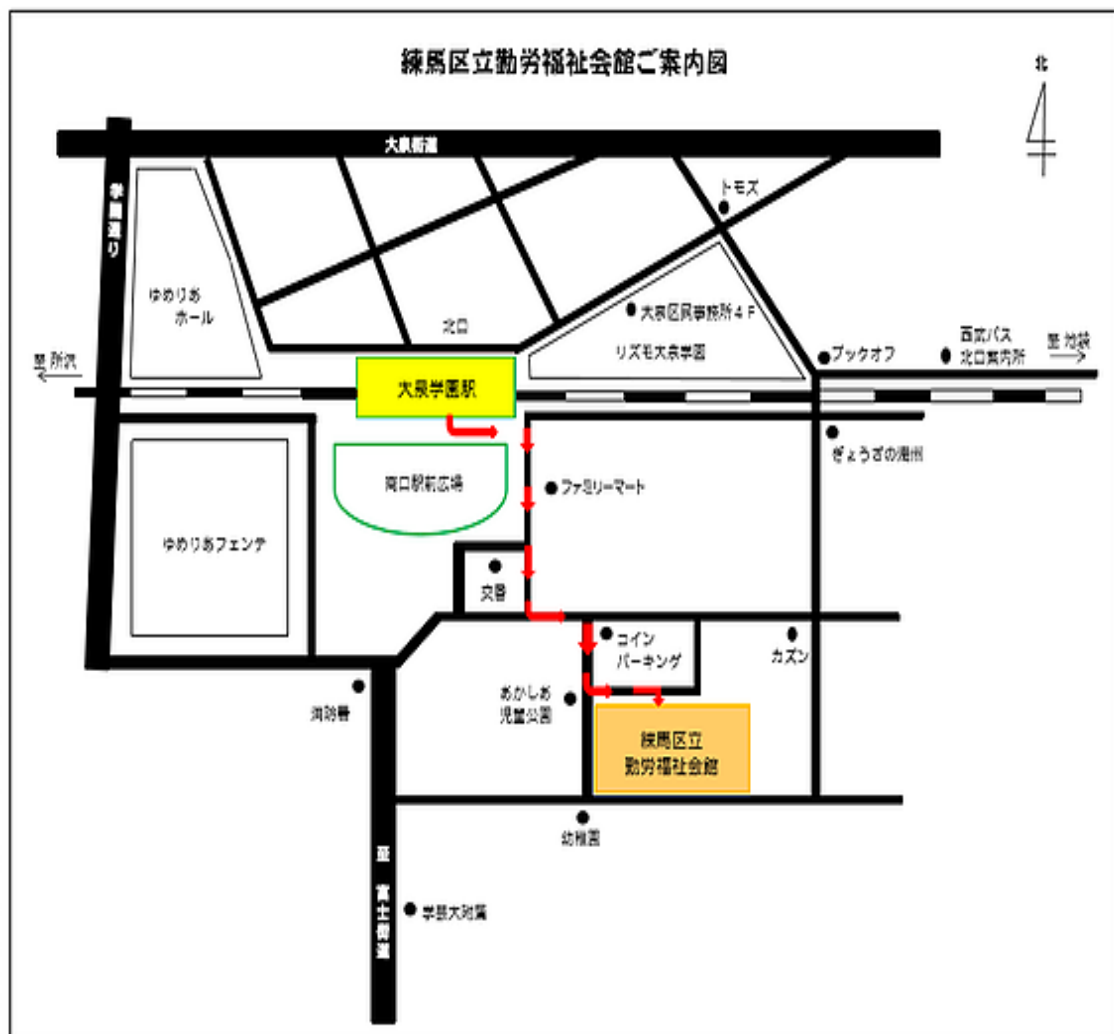 練馬区立勤労福祉会館ご案内図
北
大泉街道
学園通り
トモズ
ゆめりあ
ホール
北口
大泉区民事務所4F
リズモ大泉学園
ブックオフ
西武バス
北口案内所
至 池袋
至 所沢
大泉学園駅
ぎょうざの満州
南口駅前広場
ファミリーマート
ゆめりあフェンテ
交番
コイン
パーキング
カズン
あかしあ
児童公園
消防署
練馬区立
勤労福祉会館
幼稚園
至 富士街道
学芸大附属